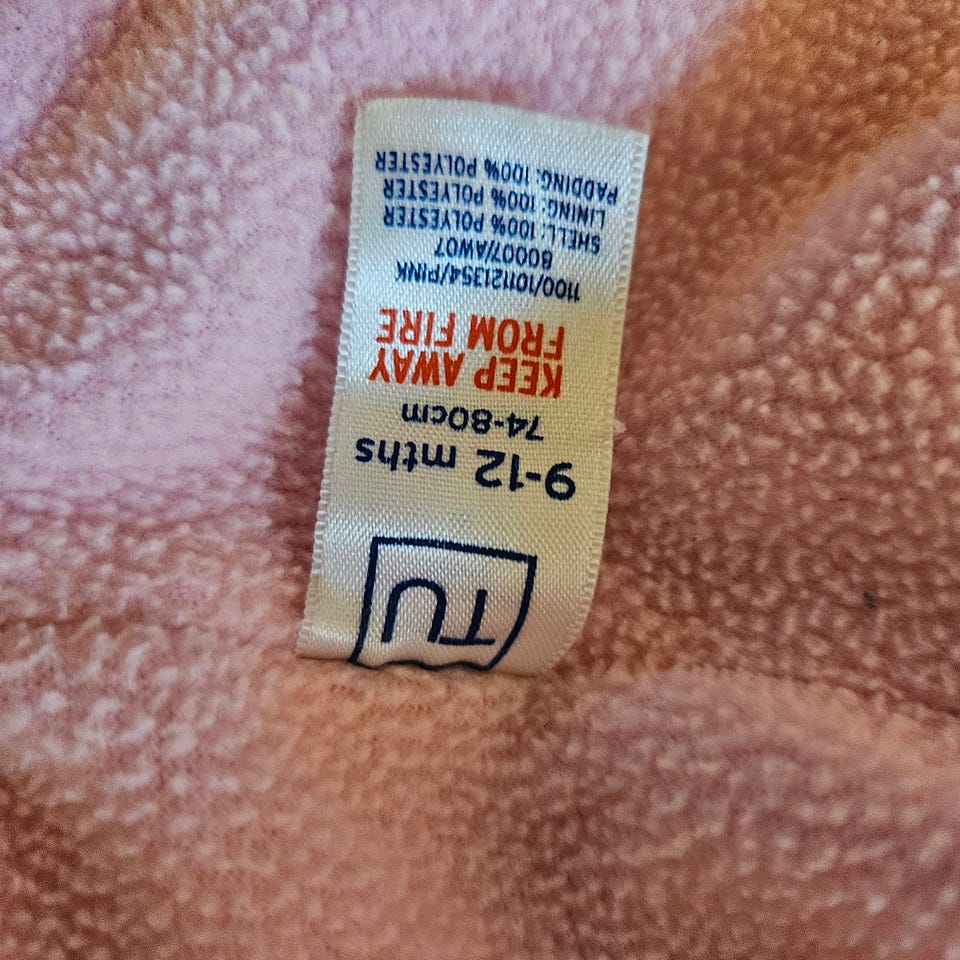 TU
9-12 mths
74-80cm
KEEP AWAY
FROM FIRE
1100/101121354/PINK
80007/AW07
SHELL: 100% POLYESTER
LINING: 100% POLYESTER
PADDING: 100% POLYESTER